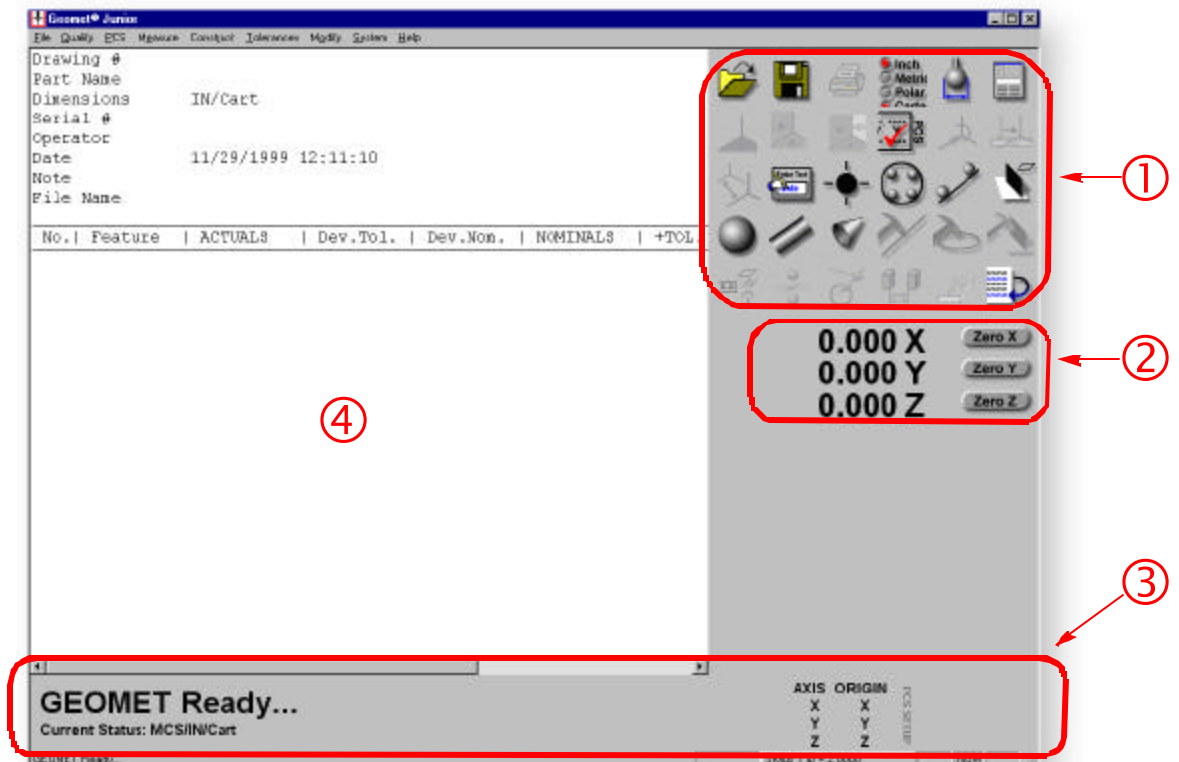 Geomet® Junior
File Quality PCS Measure Construct Tolerances Modify System Help
Drawing #
Part Name
Dimensions IN/Cart
Serial #
Operator
Date 11/29/1999 12:11:10
Note
File Name
No.| Feature | ACTUALS | Dev.Tol. | Dev.Nom. | NOMINALS | +TOL.
Inch
Metric
Polar
Carte
PCS
①
0.000 X Zero X
0.000 Y Zero Y
0.000 Z Zero Z
②
④
③
GEOMET Ready...
Current Status: MCS/IN/Cart
AXIS ORIGIN
X X
Y Y
Z Z
PCS SETUP